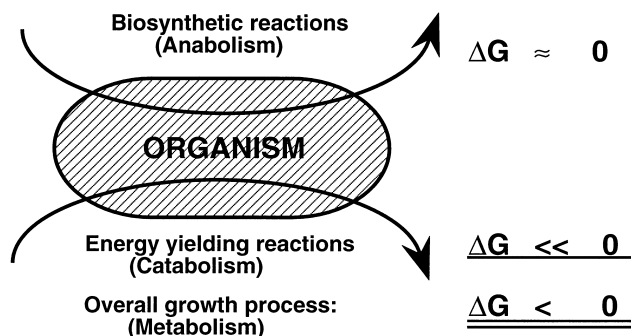 Biosynthetic reactions
(Anabolism)
ΔG ≈ 0
ORGANISM
Energy yielding reactions
(Catabolism)
ΔG << 0
Overall growth process:
(Metabolism)
ΔG < 0